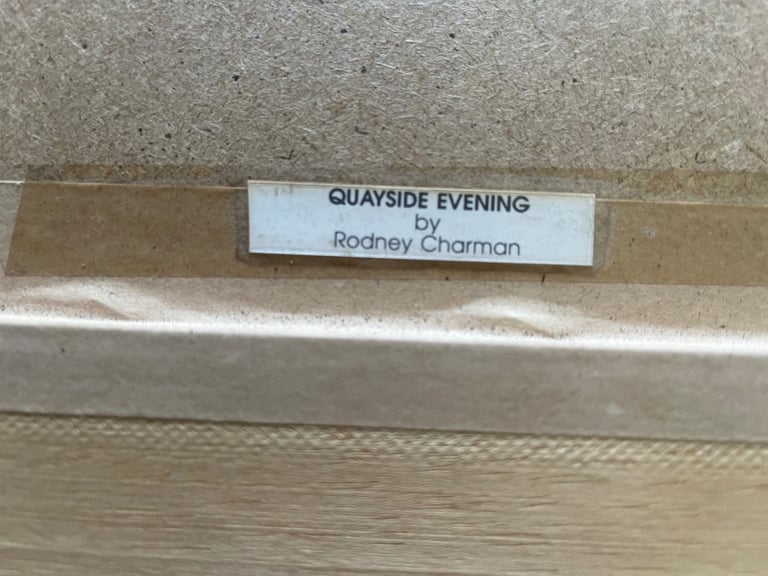 QUAYSIDE EVENING
by
Rodney Charman